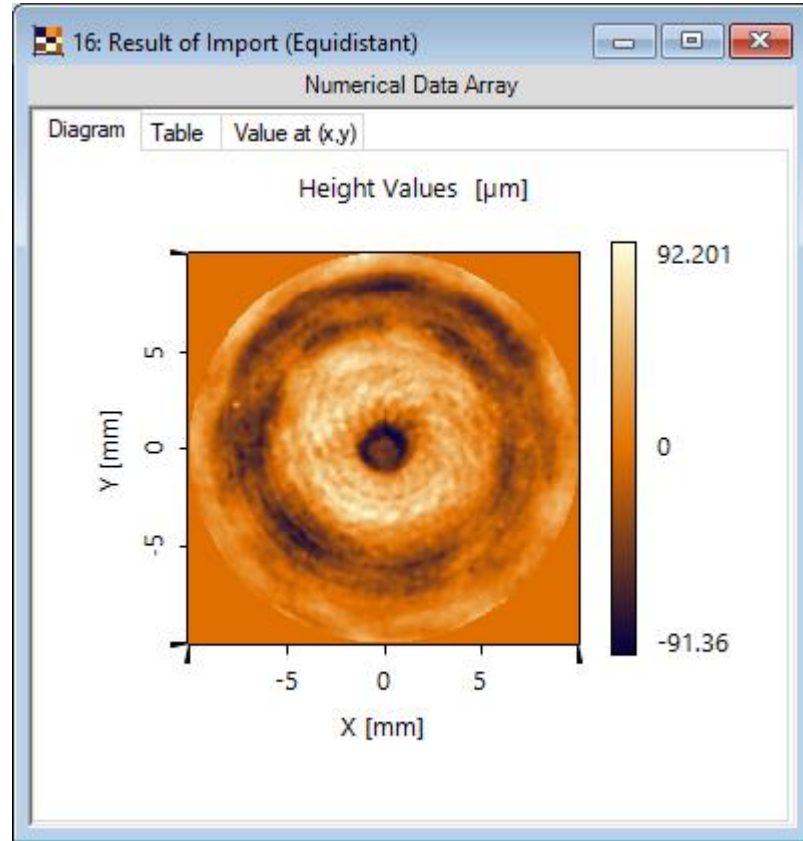 16: Result of Import (Equidistant)
Numerical Data Array
Diagram Table Value at (x,y)
Height Values [µm]
92.201
0
-91.36
Y [mm]
5
0
-5
-5 0 5
X [mm]